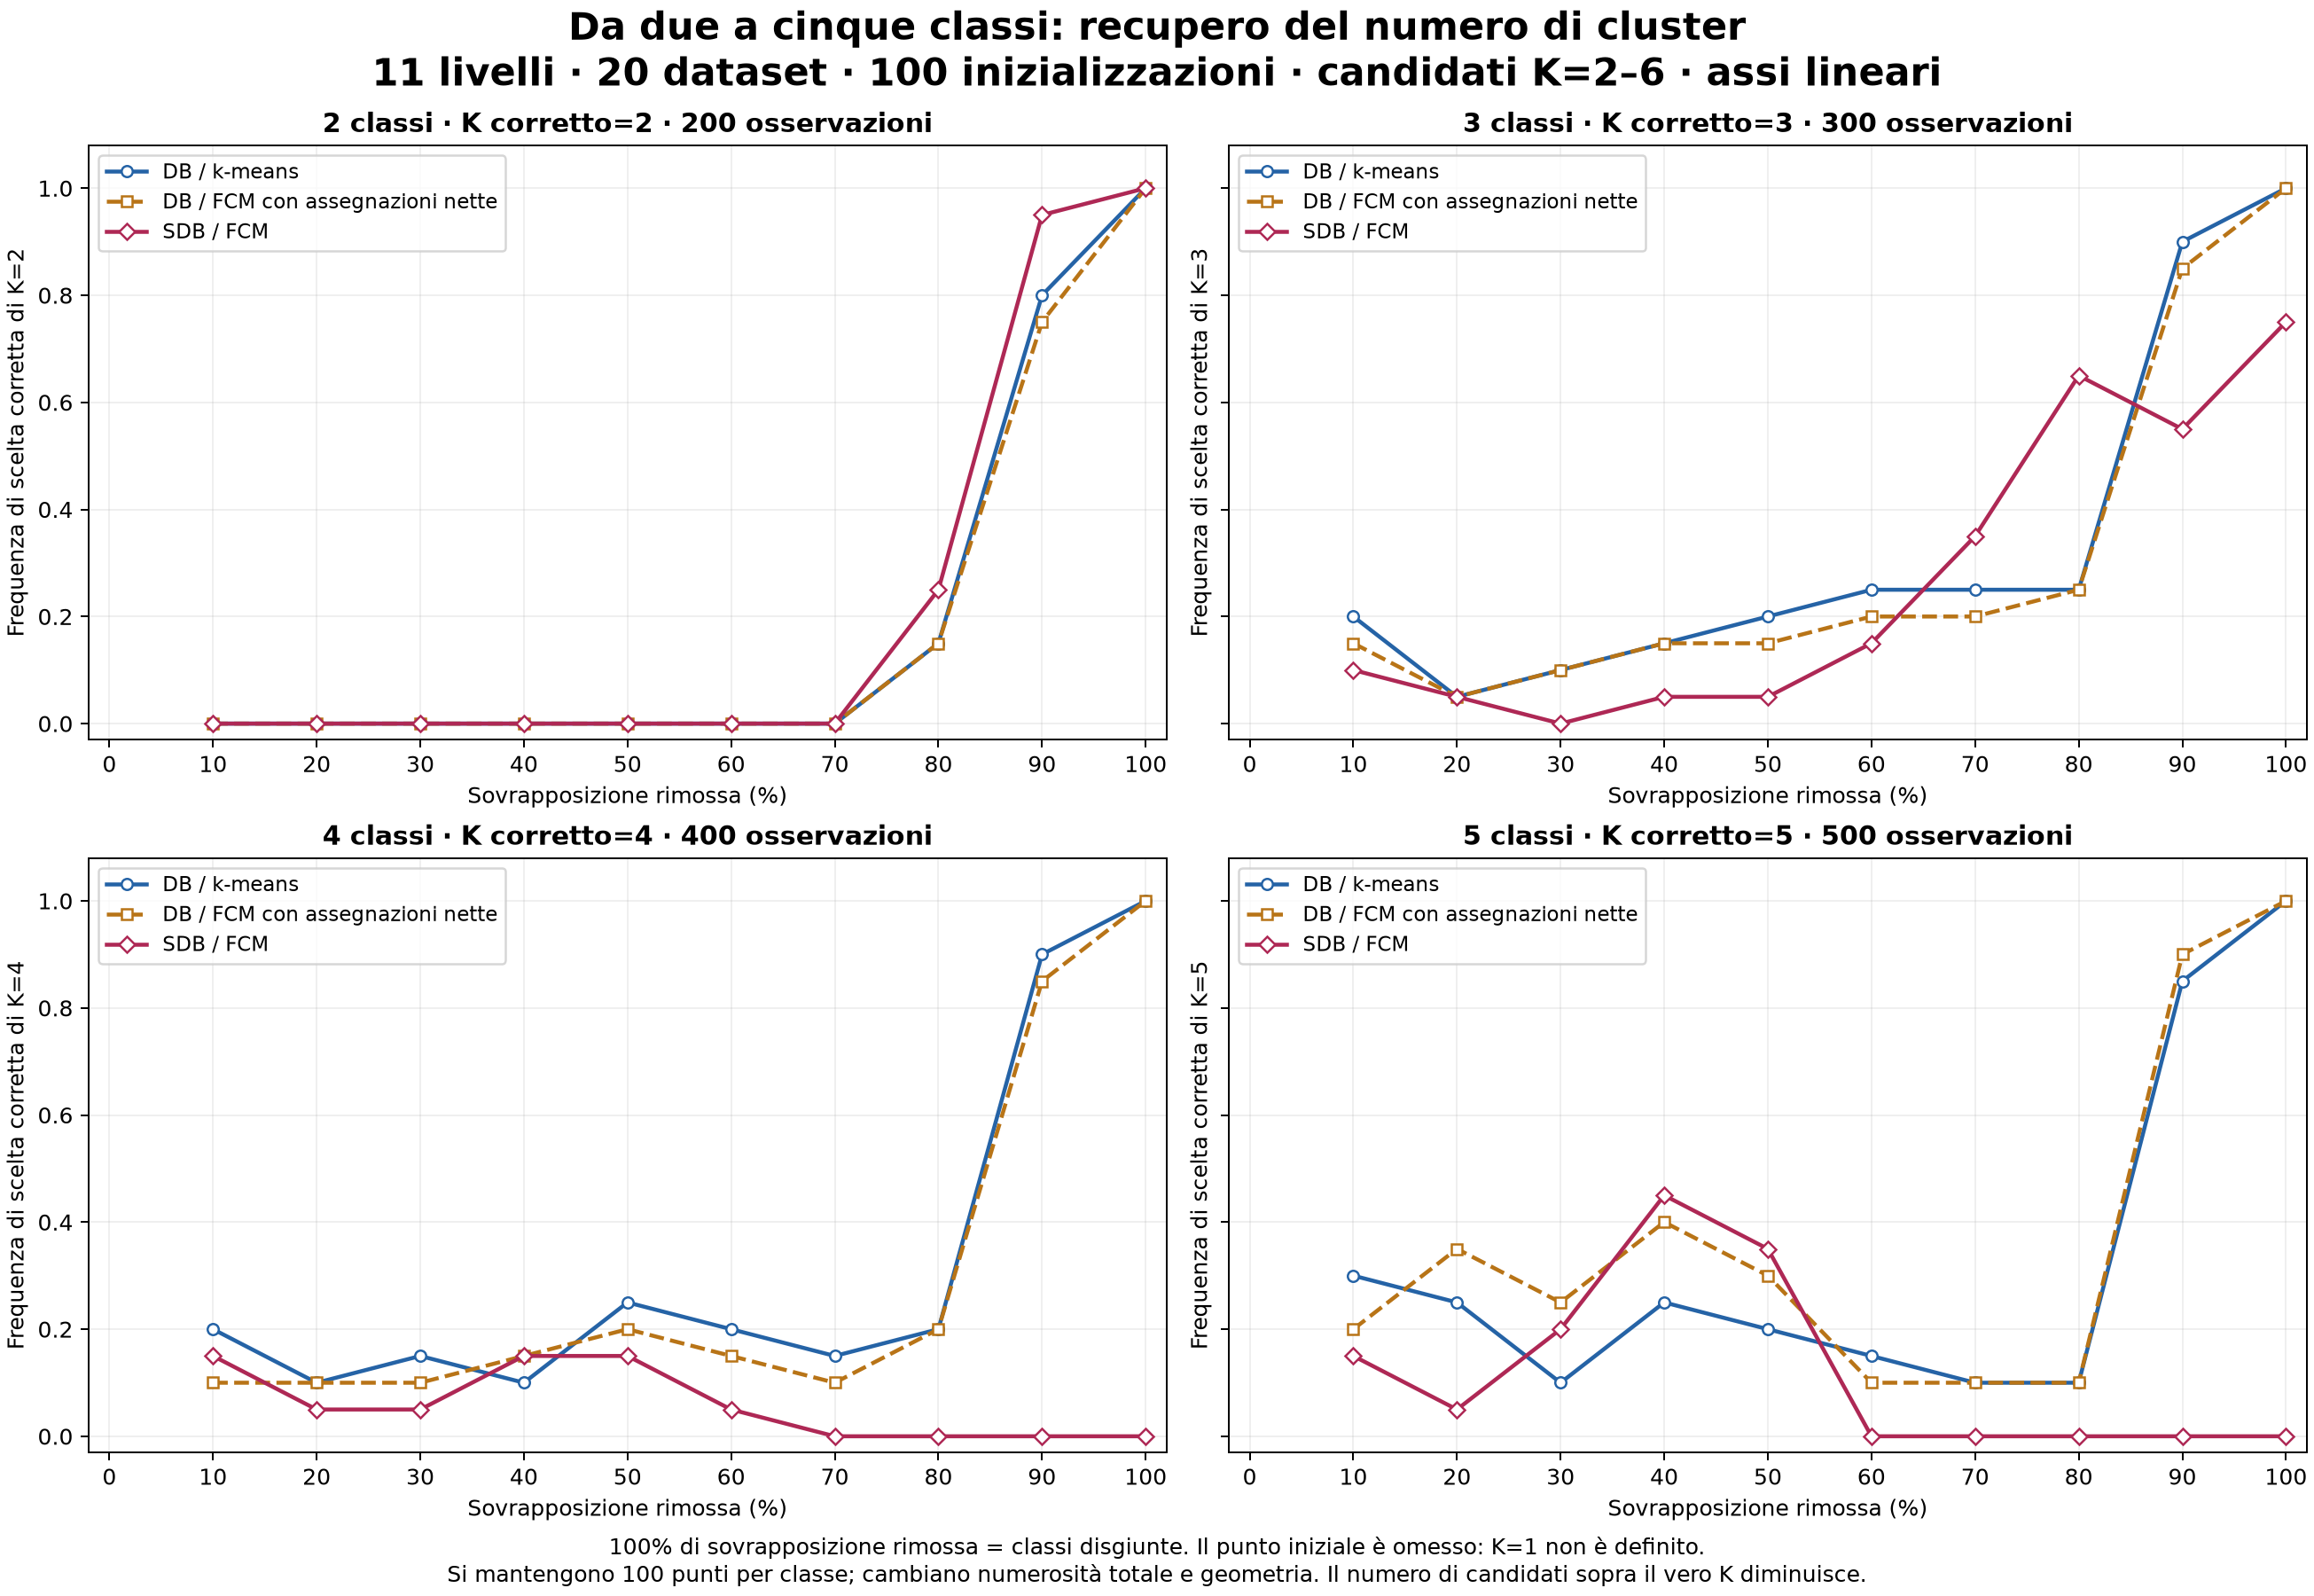 Da due a cinque classi: recupero del numero di cluster
11 livelli · 20 dataset · 100 inizializzazioni · candidati K=2–6 · assi lineari
2 classi · K corretto=2 · 200 osservazioni
DB / k-means
DB / FCM con assegnazioni nette
SDB / FCM
Frequenza di scelta corretta di K=2
1.0
0.8
0.6
0.4
0.2
0.0
0 10 20 30 40 50 60 70 80 90 100
Sovrapposizione rimossa (%)
3 classi · K corretto=3 · 300 osservazioni
DB / k-means
DB / FCM con assegnazioni nette
SDB / FCM
Frequenza di scelta corretta di K=3
0 10 20 30 40 50 60 70 80 90 100
Sovrapposizione rimossa (%)
4 classi · K corretto=4 · 400 osservazioni
DB / k-means
DB / FCM con assegnazioni nette
SDB / FCM
Frequenza di scelta corretta di K=4
1.0
0.8
0.6
0.4
0.2
0.0
0 10 20 30 40 50 60 70 80 90 100
Sovrapposizione rimossa (%)
5 classi · K corretto=5 · 500 osservazioni
DB / k-means
DB / FCM con assegnazioni nette
SDB / FCM
Frequenza di scelta corretta di K=5
0 10 20 30 40 50 60 70 80 90 100
Sovrapposizione rimossa (%)
100% di sovrapposizione rimossa = classi disgiunte. Il punto iniziale è omesso: K=1 non è definito.
Si mantengono 100 punti per classe; cambiano numerosità totale e geometria. Il numero di candidati sopra il vero K diminuisce.